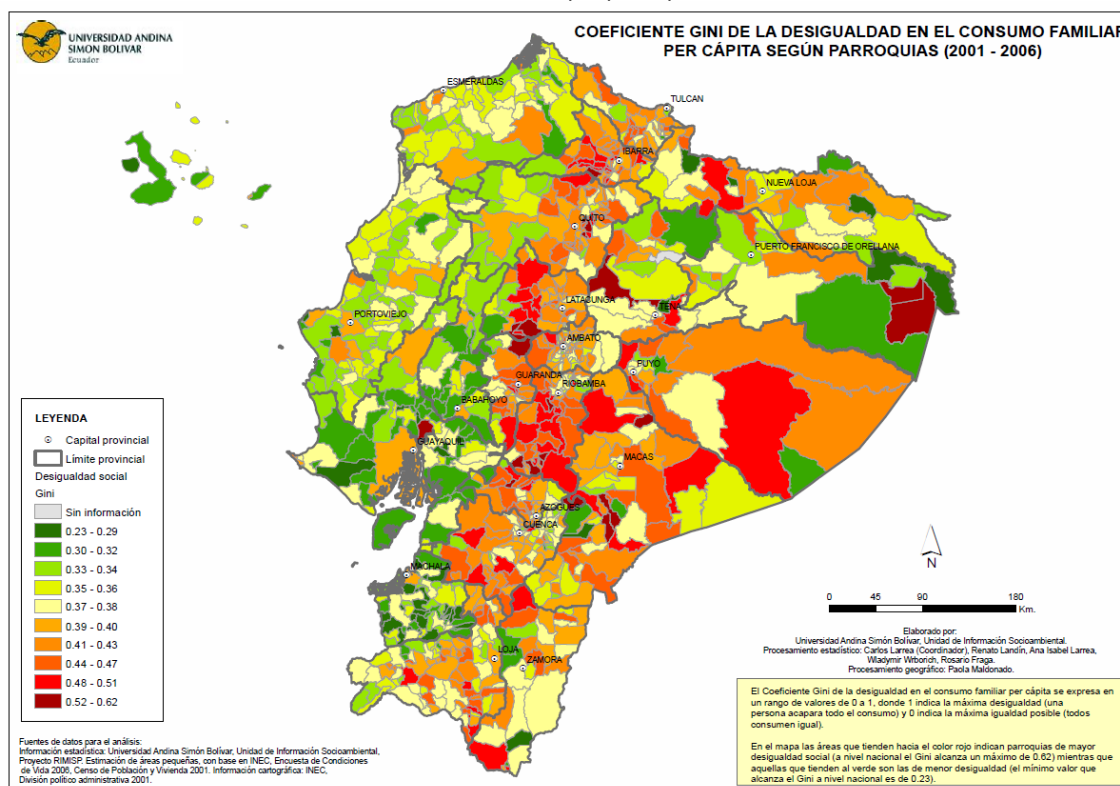 UNIVERSIDAD ANDINA
SIMON BOLIVAR
Ecuador
COEFICIENTE GINI DE LA DESIGUALDAD EN EL CONSUMO FAMILIAR
PER CÁPITA SEGÚN PARROQUIAS (2001 - 2006)
ESMERALDAS
TULCAN
IBARRA
NUEVA LOJA
QUITO
PUERTO FRANCISCO DE ORELLANA
LATACUNGA
TENA
PORTOVIEJO
AMBATO
PUYO
GUARANDA
RIOBAMBA
BABAHOYO
GUAYAQUIL
MACAS
AZOGUES
CUENCA
MACHALA
LOJA
ZAMORA
LEYENDA
Capital provincial
Límite provincial
Desigualdad social
Gini
Sin información
0.23 - 0.29
0.30 - 0.32
0.33 - 0.34
0.35 - 0.36
0.37 - 0.38
0.39 - 0.40
0.41 - 0.43
0.44 - 0.47
0.48 - 0.51
0.52 - 0.62
N
0 45 90 180
Km.
Elaborado por:
Universidad Andina Simón Bolívar, Unidad de Información Socioambiental.
Procesamiento estadístico: Carlos Larrea (Coordinador), Renato Landín, Ana Isabel Larrea,
Wladymir Wrborich, Rosario Fraga.
Procesamiento geográfico: Paola Maldonado.
El Coeficiente Gini de la desigualdad en el consumo familiar per cápita se expresa en
un rango de valores de 0 a 1, donde 1 indica la máxima desigualdad (una
persona acapara todo el consumo) y 0 indica la máxima igualdad posible (todos
consumen igual).
En el mapa las áreas que tienden hacia el color rojo indican parroquias de mayor
desigualdad social (a nivel nacional el Gini alcanza un máximo de 0.62) mientras que
aquellas que tienden al verde son las de menor desigualdad (el mínimo valor que
alcanza el Gini a nivel nacional es de 0.23).
Fuentes de datos para el análisis:
Información estadística: Universidad Andina Simón Bolívar, Unidad de Información Socioambiental,
Proyecto RIMISP. Estimación de áreas pequeñas, con base en INEC, Encuesta de Condiciones
de Vida 2006, Censo de Población y Vivienda 2001. Información cartográfica: INEC,
División político administrativa 2001.